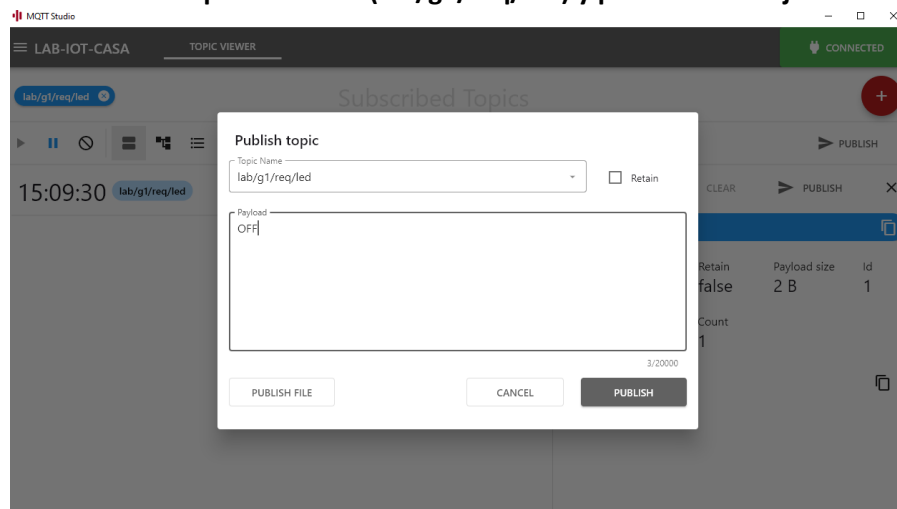 MQTT Studio
LAB-IOT-CASA
TOPIC VIEWER
CONNECTED
lab/g1/req/led
Subscribed Topics
PUBLISH
15:09:30 lab/g1/req/led
CLEAR
PUBLISH
Retain
Payload size
Id
false
2 B
1
Count
1
Publish topic
Topic Name
lab/g1/req/led
Retain
Payload
OFF
3/20000
PUBLISH FILE
CANCEL
PUBLISH